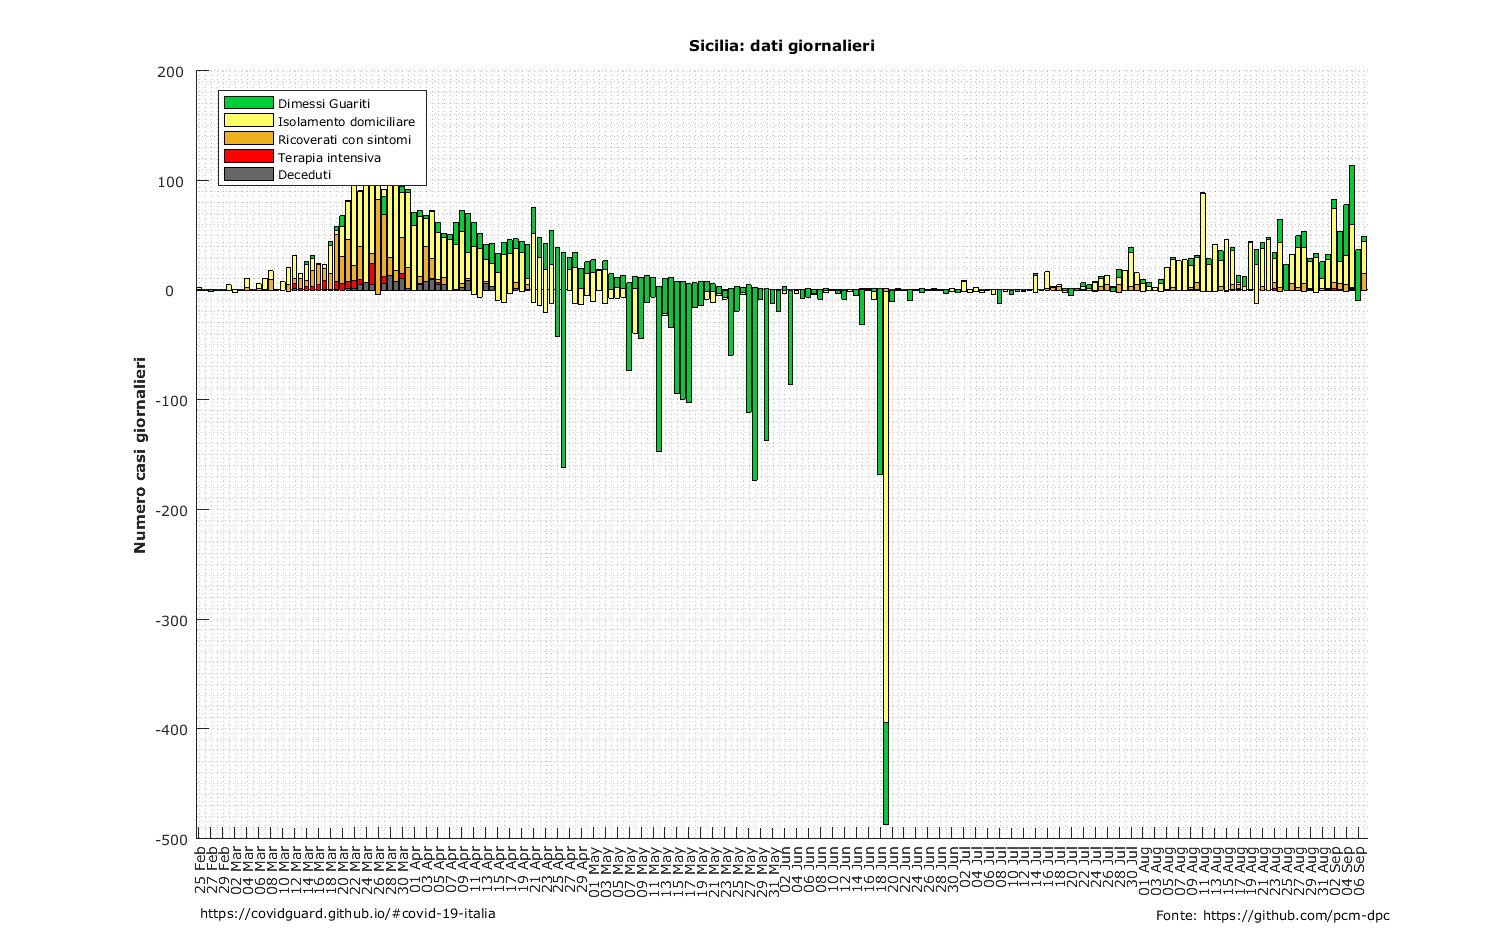 Sicilia: dati giornalieri
Dimessi Guariti
Isolamento domiciliare
Ricoverati con sintomi
Terapia intensiva
Deceduti
Numero casi giornalieri
200
100
0
-100
-200
-300
-400
-500
25 Feb
27 Feb
29 Feb
02 Mar
04 Mar
06 Mar
08 Mar
10 Mar
12 Mar
14 Mar
16 Mar
18 Mar
20 Mar
22 Mar
24 Mar
26 Mar
28 Mar
30 Mar
01 Apr
03 Apr
05 Apr
07 Apr
09 Apr
11 Apr
13 Apr
15 Apr
17 Apr
19 Apr
21 Apr
23 Apr
25 Apr
27 Apr
29 Apr
01 May
03 May
05 May
07 May
09 May
11 May
13 May
15 May
17 May
19 May
21 May
23 May
25 May
27 May
29 May
31 May
02 Jun
04 Jun
06 Jun
08 Jun
10 Jun
12 Jun
14 Jun
16 Jun
18 Jun
20 Jun
22 Jun
24 Jun
26 Jun
28 Jun
30 Jun
02 Jul
04 Jul
06 Jul
08 Jul
10 Jul
12 Jul
14 Jul
16 Jul
18 Jul
20 Jul
22 Jul
24 Jul
26 Jul
28 Jul
30 Jul
01 Aug
03 Aug
05 Aug
07 Aug
09 Aug
11 Aug
13 Aug
15 Aug
17 Aug
19 Aug
21 Aug
23 Aug
25 Aug
27 Aug
29 Aug
31 Aug
02 Sep
04 Sep
06 Sep
https://covidguard.github.io/#covid-19-italia
Fonte: https://github.com/pcm-dpc